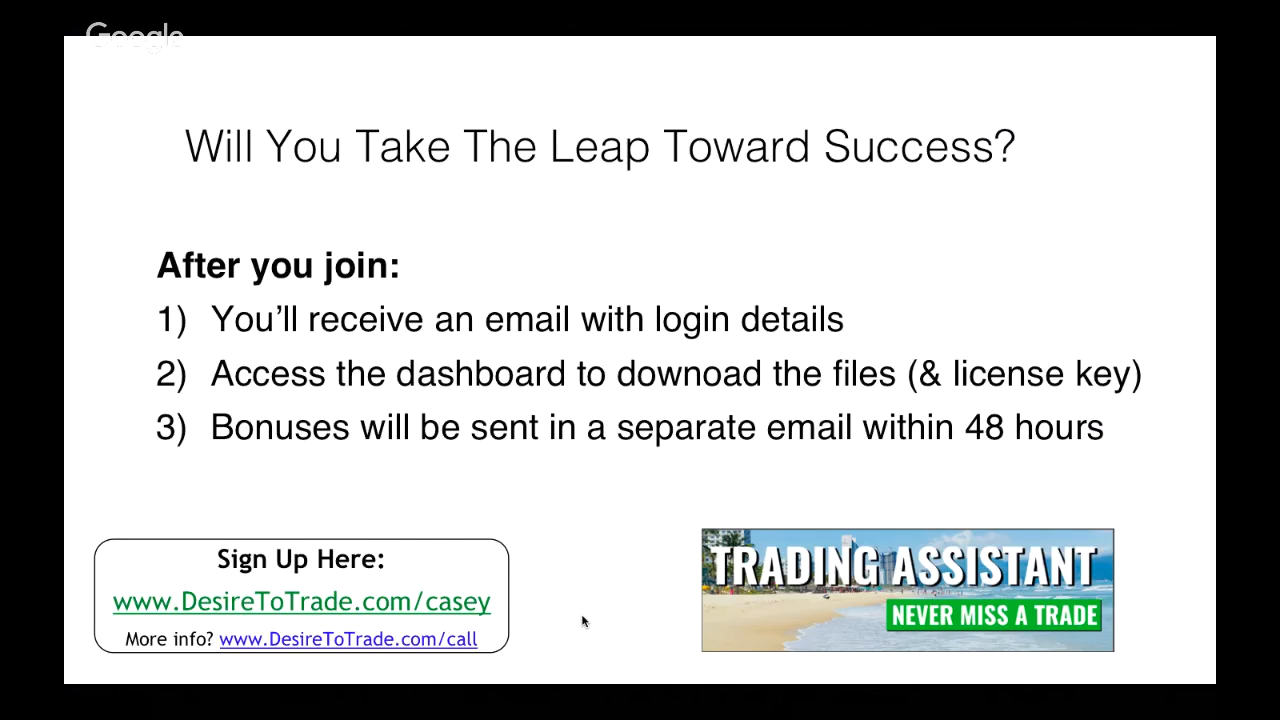 Google
Will You Take The Leap Toward Success?
After you join:
1) You’ll receive an email with login details
2) Access the dashboard to downoad the files (& license key)
3) Bonuses will be sent in a separate email within 48 hours
Sign Up Here:
www.DesireToTrade.com/casey
More info? www.DesireToTrade.com/call
TRADING ASSISTANT
NEVER MISS A TRADE